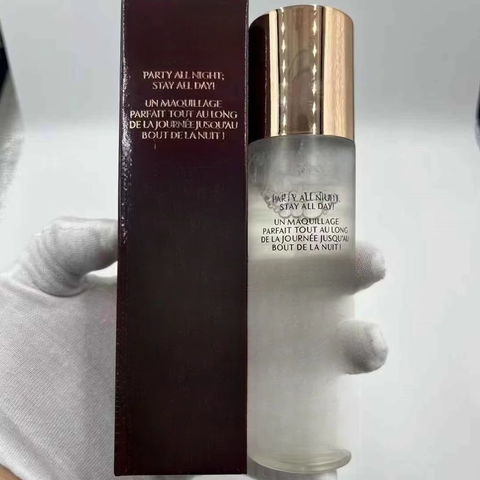 PARTY ALL NIGHT;
STAY ALL DAY!
UN MAQUILLAGE
PARFAIT TOUT AU LONG
DE LA JOURNÉE JUSQU'AU
BOUT DE LA NUIT !
PARTY ALL NIGHT,
STAY ALL DAY!
UN MAQUILLAGE
PARFAIT TOUT AU LONG
DE LA JOURNÉE JUSQU'AU
BOUT DE LA NUIT !